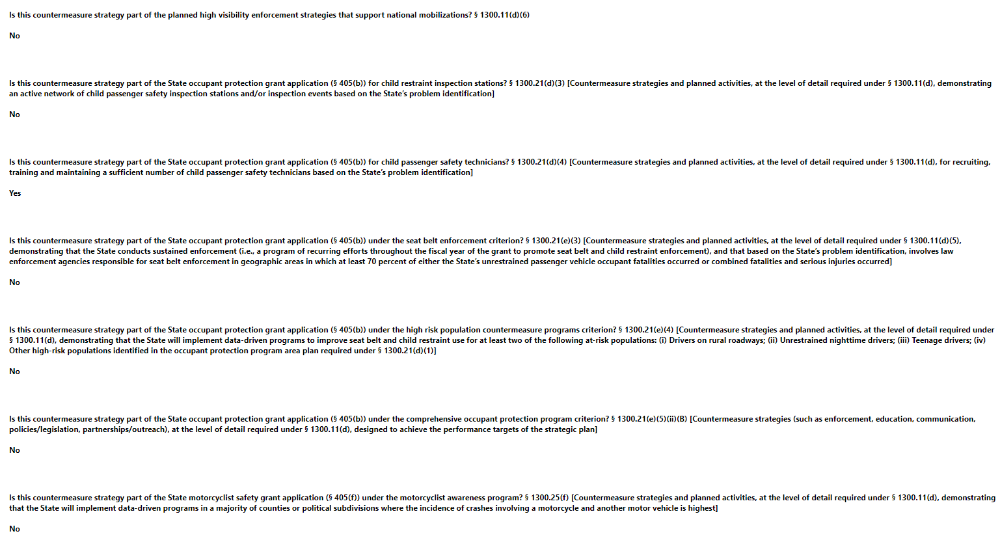 Is this countermeasure strategy part of the planned high visibility enforcement strategies that support national mobilizations? § 1300.11(d)(6)
No
Is this countermeasure strategy part of the State occupant protection grant application (§ 405(b)) for child restraint inspection stations? § 1300.21(d)(3) [Countermeasure strategies and planned activities, at the level of detail required under § 1300.11(d), demonstrating
an active network of child passenger safety inspection stations and/or inspection events based on the State's problem identification]
No
Is this countermeasure strategy part of the State occupant protection grant application (§ 405(b)) for child passenger safety technicians? § 1300.21(d)(4) [Countermeasure strategies and planned activities, at the level of detail required under § 1300.11(d), for recruiting,
training and maintaining a sufficient number of child passenger safety technicians based on the State's problem identification]
Yes
Is this countermeasure strategy part of the State occupant protection grant application (§ 405(b)) under the seat belt enforcement criterion? § 1300.21(e)(3) [Countermeasure strategies and planned activities, at the level of detail required under § 1300.11(d)(5),
demonstrating that the State conducts sustained enforcement (i.e., a program of recurring efforts throughout the fiscal year of the grant to promote seat belt and child restraint enforcement), and that based on the State's problem identification, involves law
enforcement agencies responsible for seat belt enforcement in geographic areas in which at least 70 percent of either the State's unrestrained passenger vehicle occupant fatalities occurred or combined fatalities and serious injuries occurred]
No
Is this countermeasure strategy part of the State occupant protection grant application (§ 405(b)) under the high risk population countermeasure programs criterion? § 1300.21(e)(4) [Countermeasure strategies and planned activities, at the level of detail required under
§ 1300.11(d), demonstrating that the State will implement data-driven programs to improve seat belt and child restraint use for at least two of the following at-risk populations: (i) Drivers on rural roadways; (ii) Unrestrained nighttime drivers; (iii) Teenage drivers; (iv)
Other high-risk populations identified in the occupant protection program area plan required under § 1300.21(d)(1)]
No
Is this countermeasure strategy part of the State occupant protection grant application (§ 405(b)) under the comprehensive occupant protection program criterion? § 1300.21(e)(5)(ii)(B) [Countermeasure strategies (such as enforcement, education, communication,
policies/legislation, partnerships/outreach), at the level of detail required under § 1300.11(d), designed to achieve the performance targets of the strategic plan]
No
Is this countermeasure strategy part of the State motorcyclist safety grant application (§ 405(f)) under the motorcyclist awareness program? § 1300.25(f) [Countermeasure strategies and planned activities, at the level of detail required under § 1300.11(d), demonstrating
that the State will implement data-driven programs in a majority of counties or political subdivisions where the incidence of crashes involving a motorcycle and another motor vehicle is highest]
No